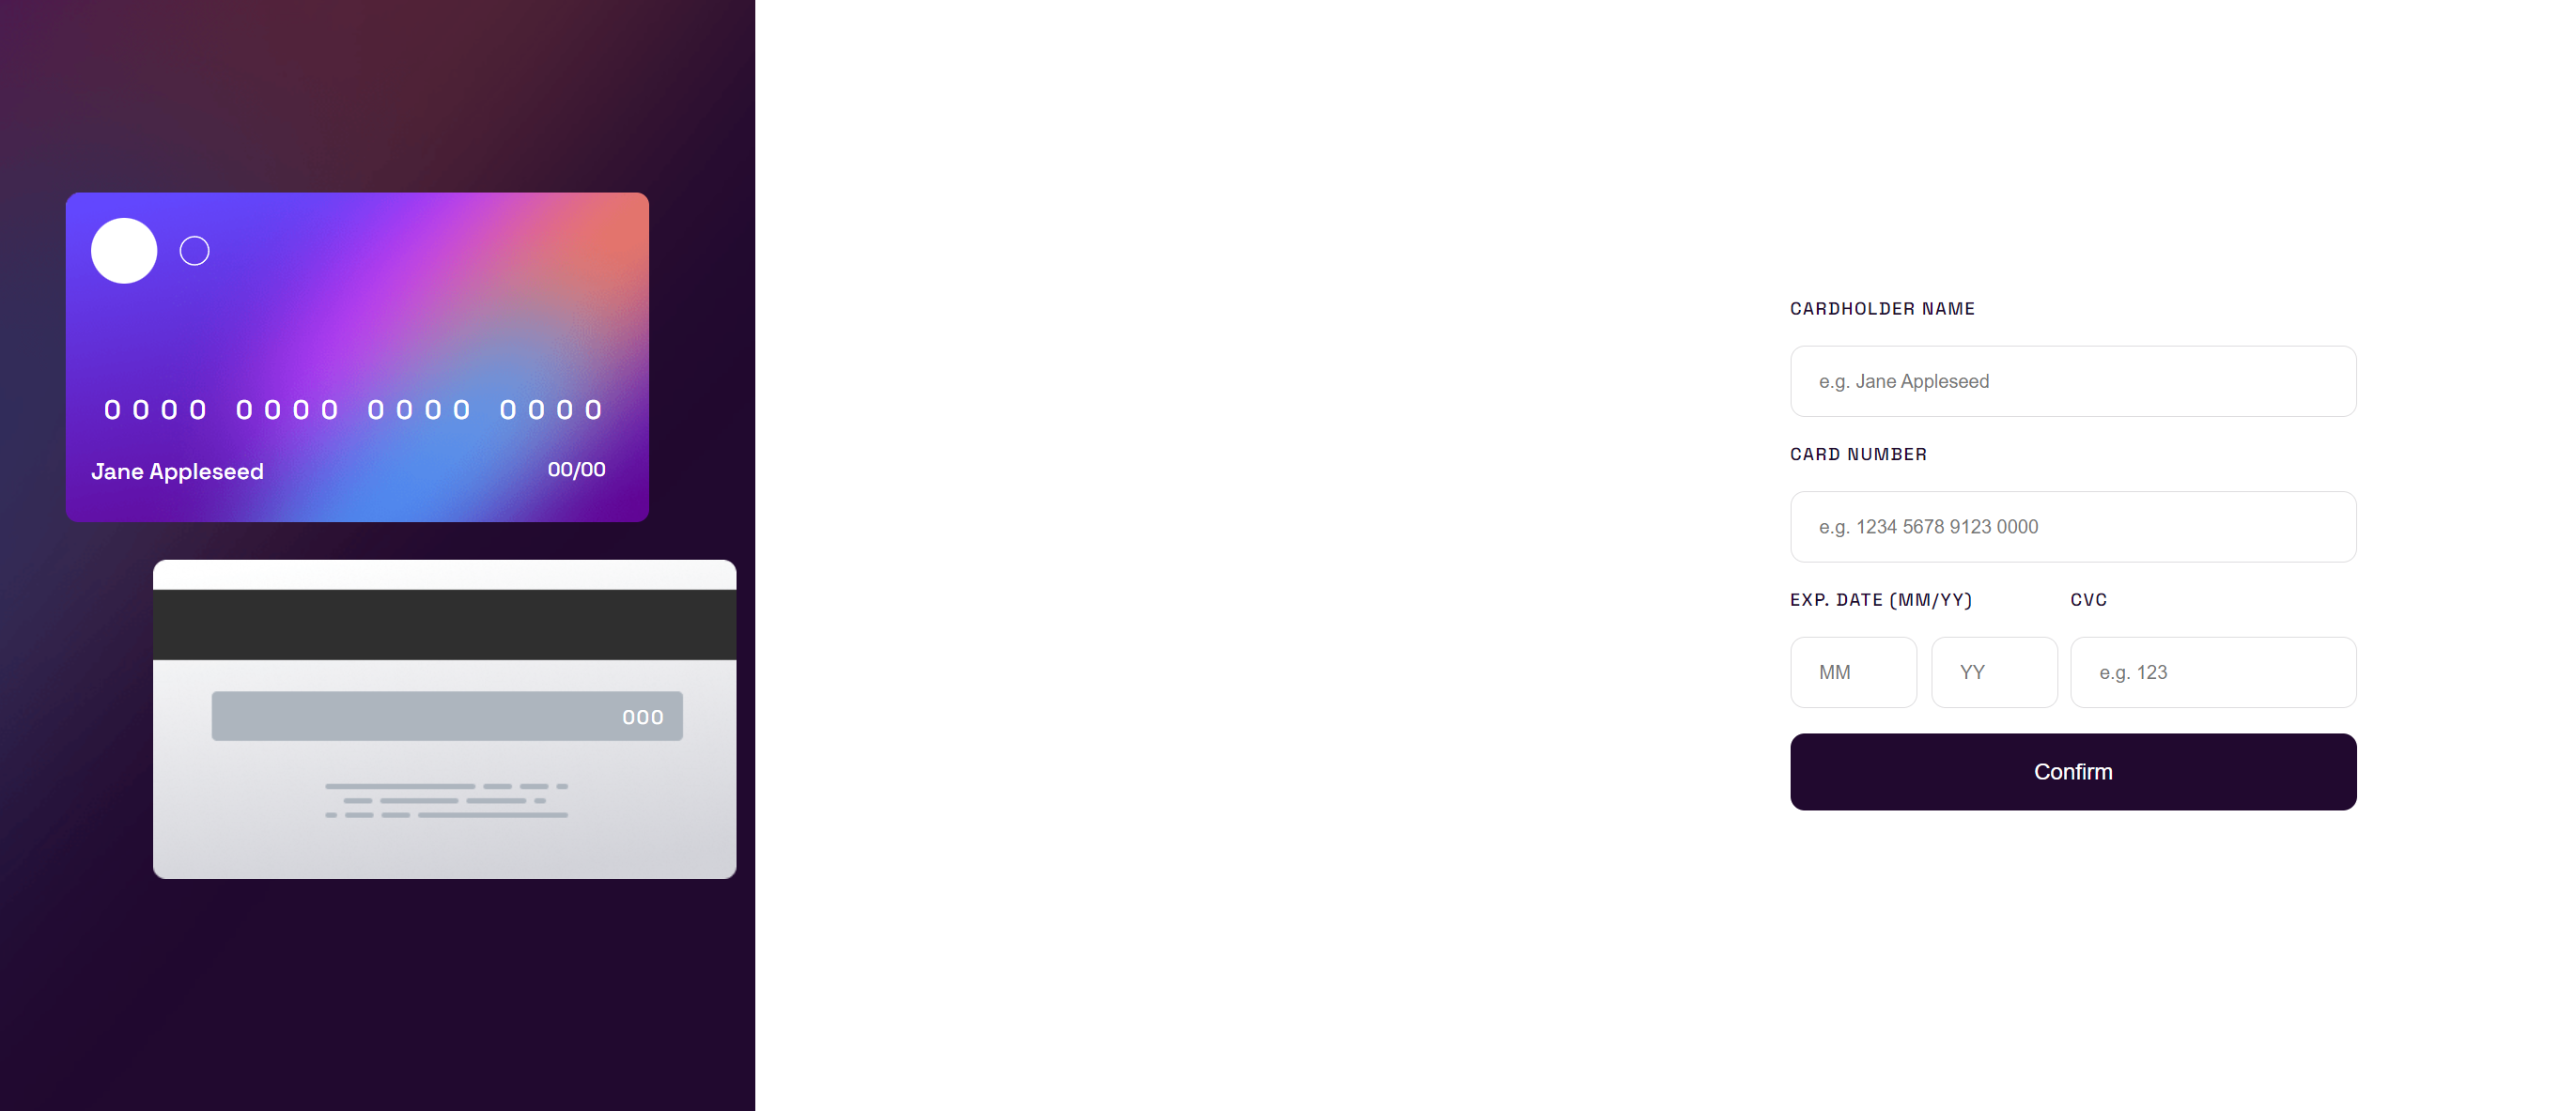 0000 0000 0000 0000
Jane Appleseed 00/00
000
CARDHOLDER NAME
e.g. Jane Appleseed
CARD NUMBER
e.g. 1234 5678 9123 0000
EXP. DATE (MM/YY) CVC
MM YY e.g. 123
Confirm